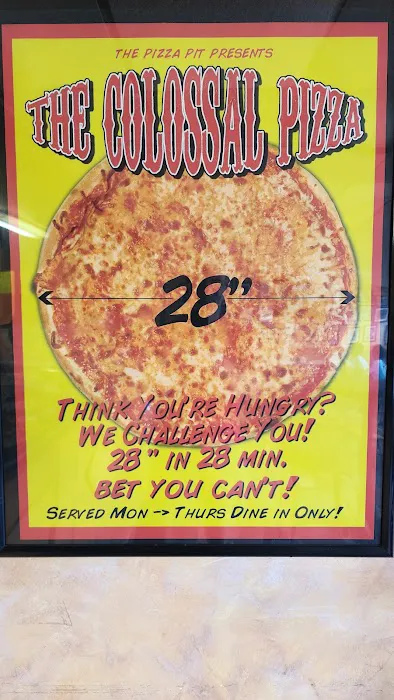 THE PIZZA PIT PRESENTS
THE COLOSSAL PIZZA
28"
THINK YOU'RE HUNGRY?
WE CHALLENGE YOU!
28" IN 28 MIN.
BET YOU CAN'T!
SERVED MON -> THURS DINE IN ONLY!